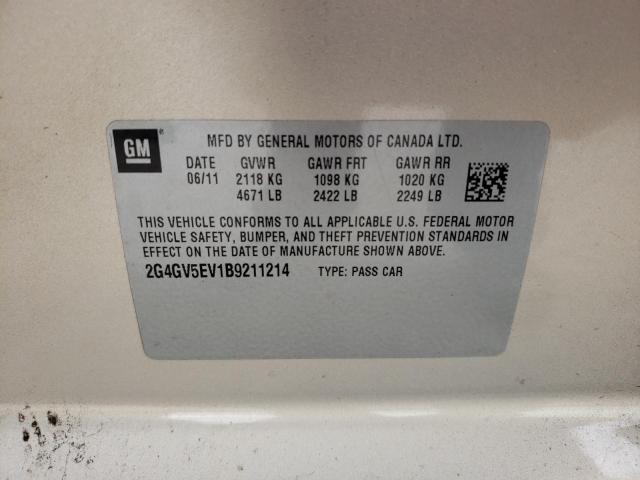 GM
MFD BY GENERAL MOTORS OF CANADA LTD.
DATE GVWR GAWR FRT GAWR RR
06/11 2118 KG 1098 KG 1020 KG
4671 LB 2422 LB 2249 LB
THIS VEHICLE CONFORMS TO ALL APPLICABLE U.S. FEDERAL MOTOR
VEHICLE SAFETY, BUMPER, AND THEFT PREVENTION STANDARDS IN
EFFECT ON THE DATE OF MANUFACTURE SHOWN ABOVE.
2G4GV5EV1B9211214 TYPE: PASS CAR